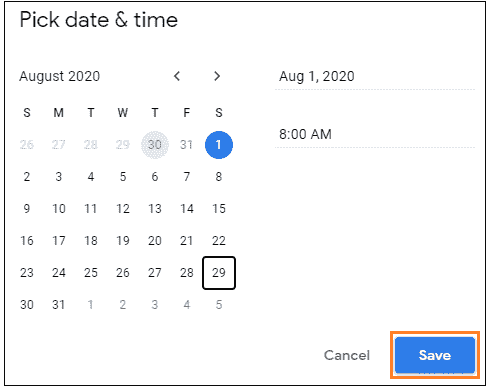 Pick date & time
August 2020 < >
Aug 1, 2020
S M T W T F S
8:00 AM
26 27 28 29 30 31 1
2 3 4 5 6 7 8
9 10 11 12 13 14 15
16 17 18 19 20 21 22
23 24 25 26 27 28 29
30 31 1 2 3 4 5
Cancel Save